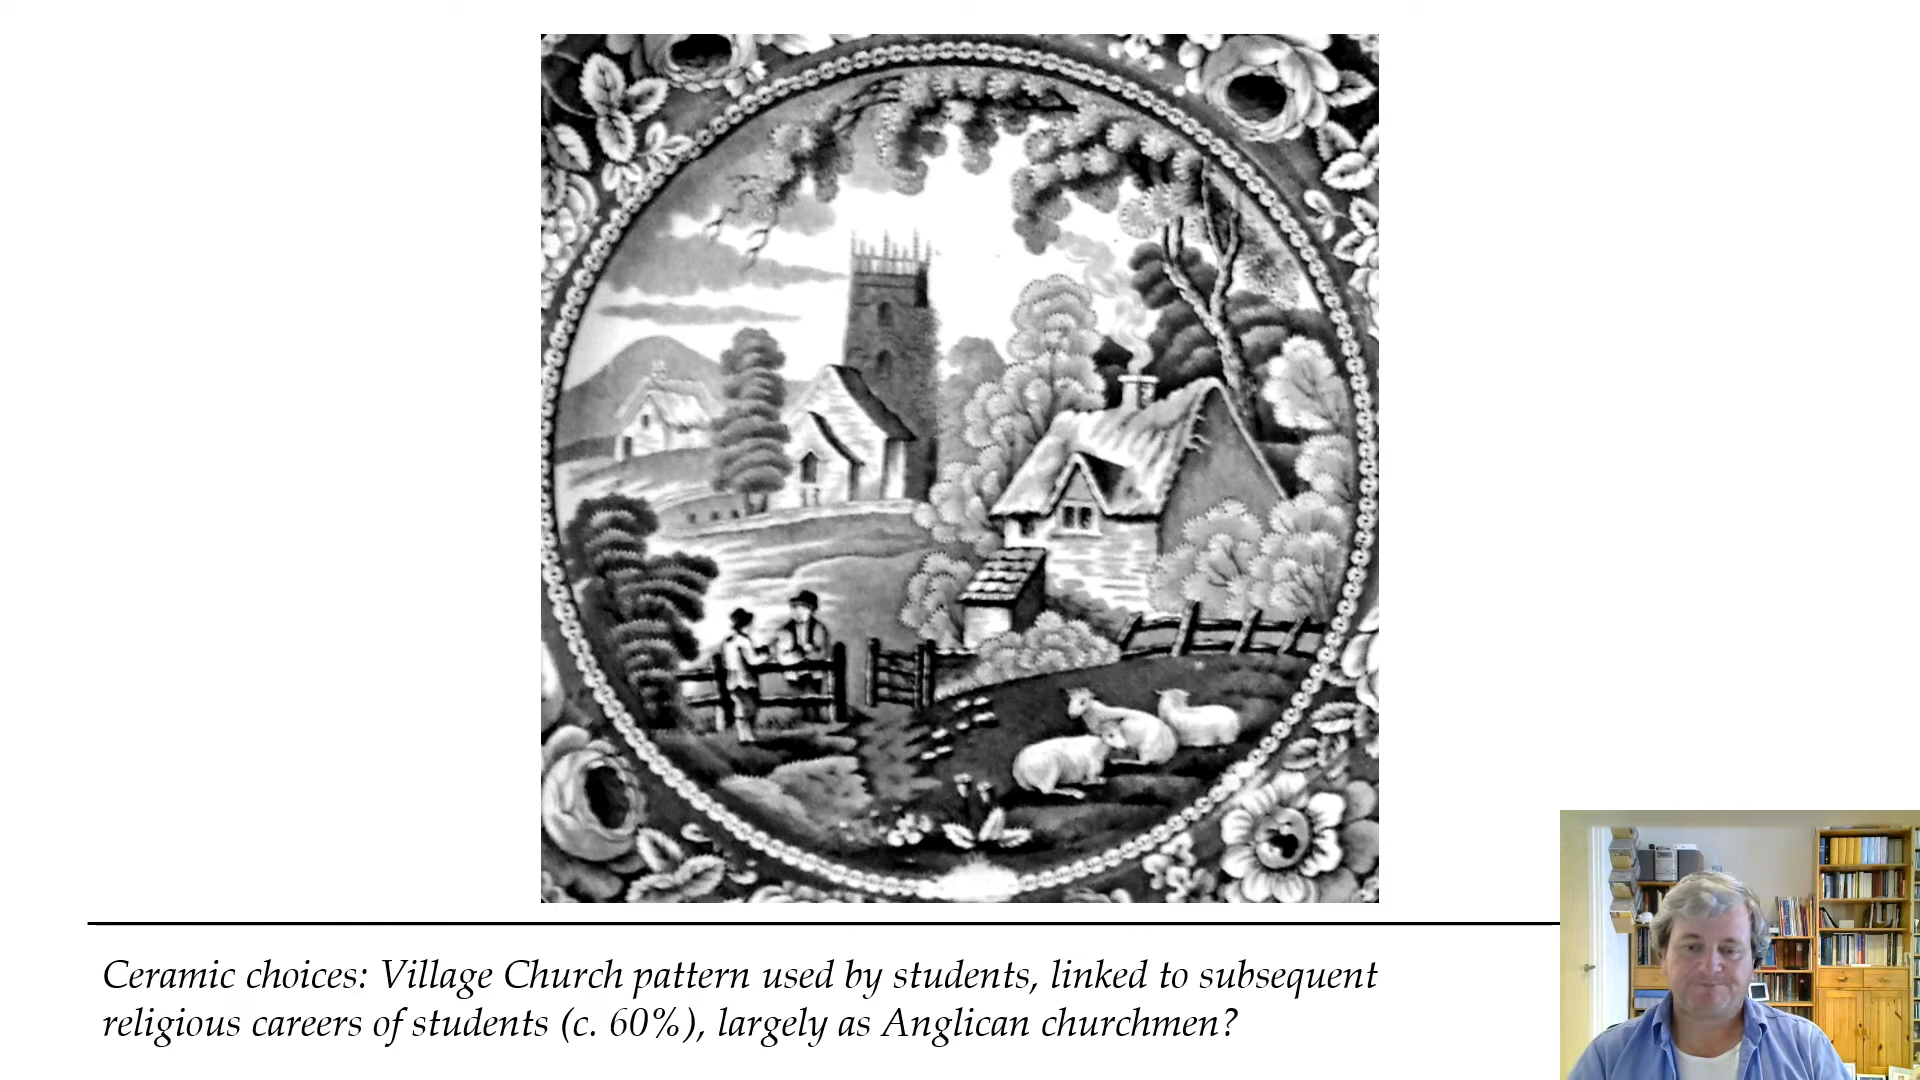 Ceramic choices: Village Church pattern used by students, linked to subsequent
religious careers of students (c. 60%), largely as Anglican churchmen?